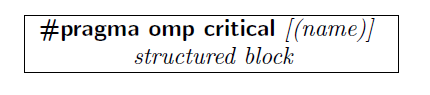 #pragma omp critical [(name)]
structured block